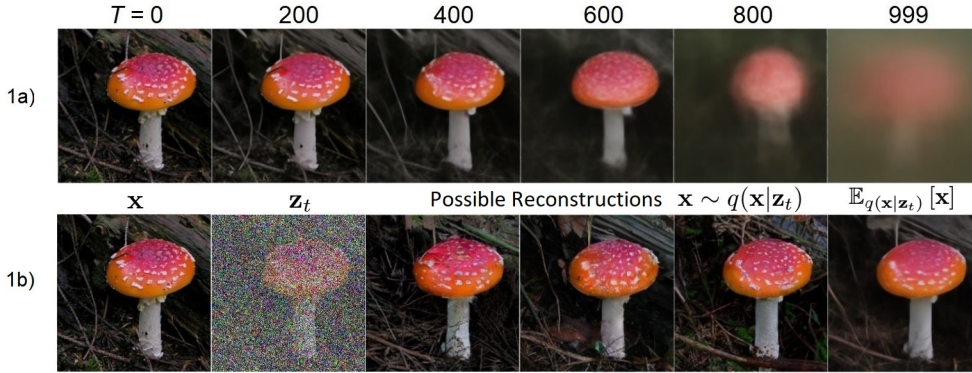 T = 0 200 400 600 800 999
1a)
x z_t Possible Reconstructions x ∼ q(x|z_t) 𝔼_{q(x|z_t)} [x]
1b)